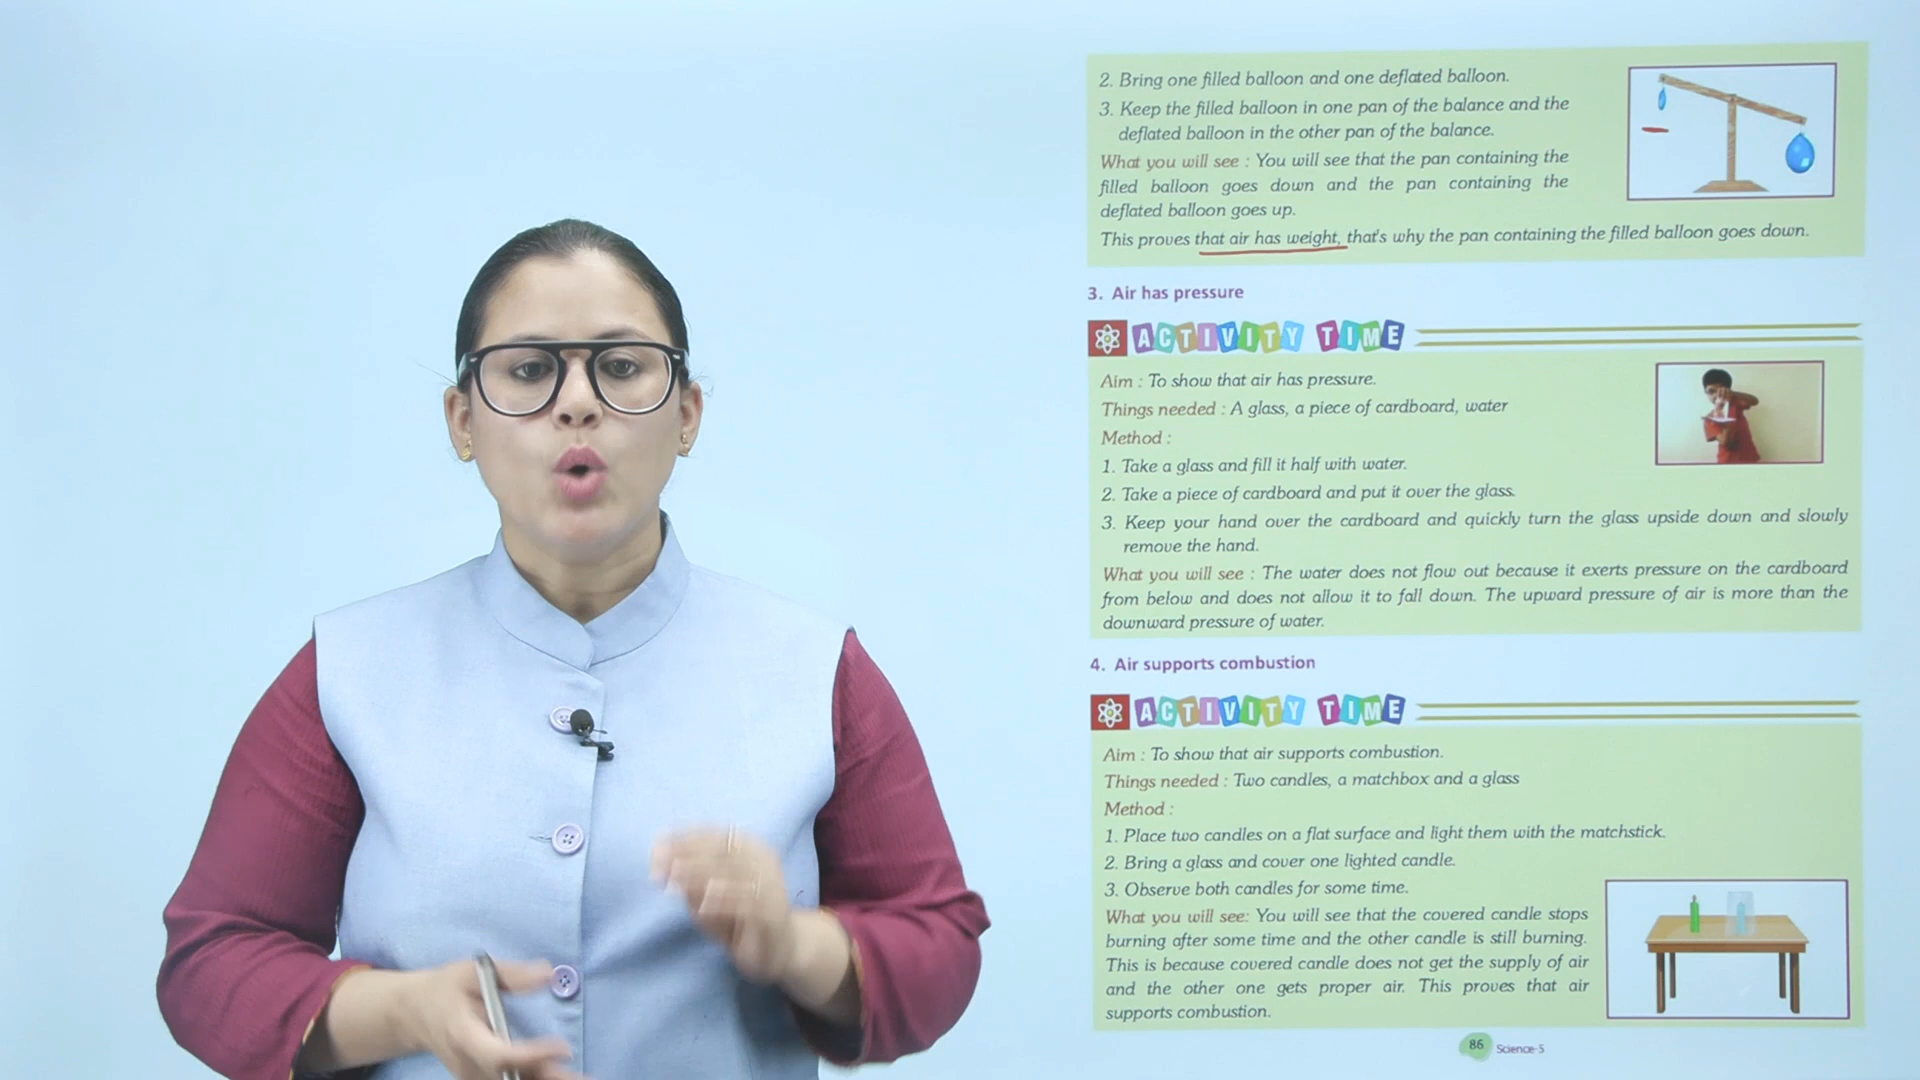 2. Bring one filled balloon and one deflated balloon.
3. Keep the filled balloon in one pan of the balance and the
deflated balloon in the other pan of the balance.
What you will see : You will see that the pan containing the
filled balloon goes down and the pan containing the
deflated balloon goes up.
This proves that air has weight, that's why the pan containing the filled balloon goes down.
3. Air has pressure
ACTIVITY TIME
Aim : To show that air has pressure.
Things needed : A glass, a piece of cardboard, water
Method :
1. Take a glass and fill it half with water.
2. Take a piece of cardboard and put it over the glass.
3. Keep your hand over the cardboard and quickly turn the glass upside down and slowly
remove the hand.
What you will see : The water does not flow out because it exerts pressure on the cardboard
from below and does not allow it to fall down. The upward pressure of air is more than the
downward pressure of water.
4. Air supports combustion
ACTIVITY TIME
Aim : To show that air supports combustion.
Things needed : Two candles, a matchbox and a glass
Method :
1. Place two candles on a flat surface and light them with the matchstick.
2. Bring a glass and cover one lighted candle.
3. Observe both candles for some time.
What you will see: You will see that the covered candle stops
burning after some time and the other candle is still burning.
This is because covered candle does not get the supply of air
and the other one gets proper air. This proves that air
supports combustion.
86 Science-5